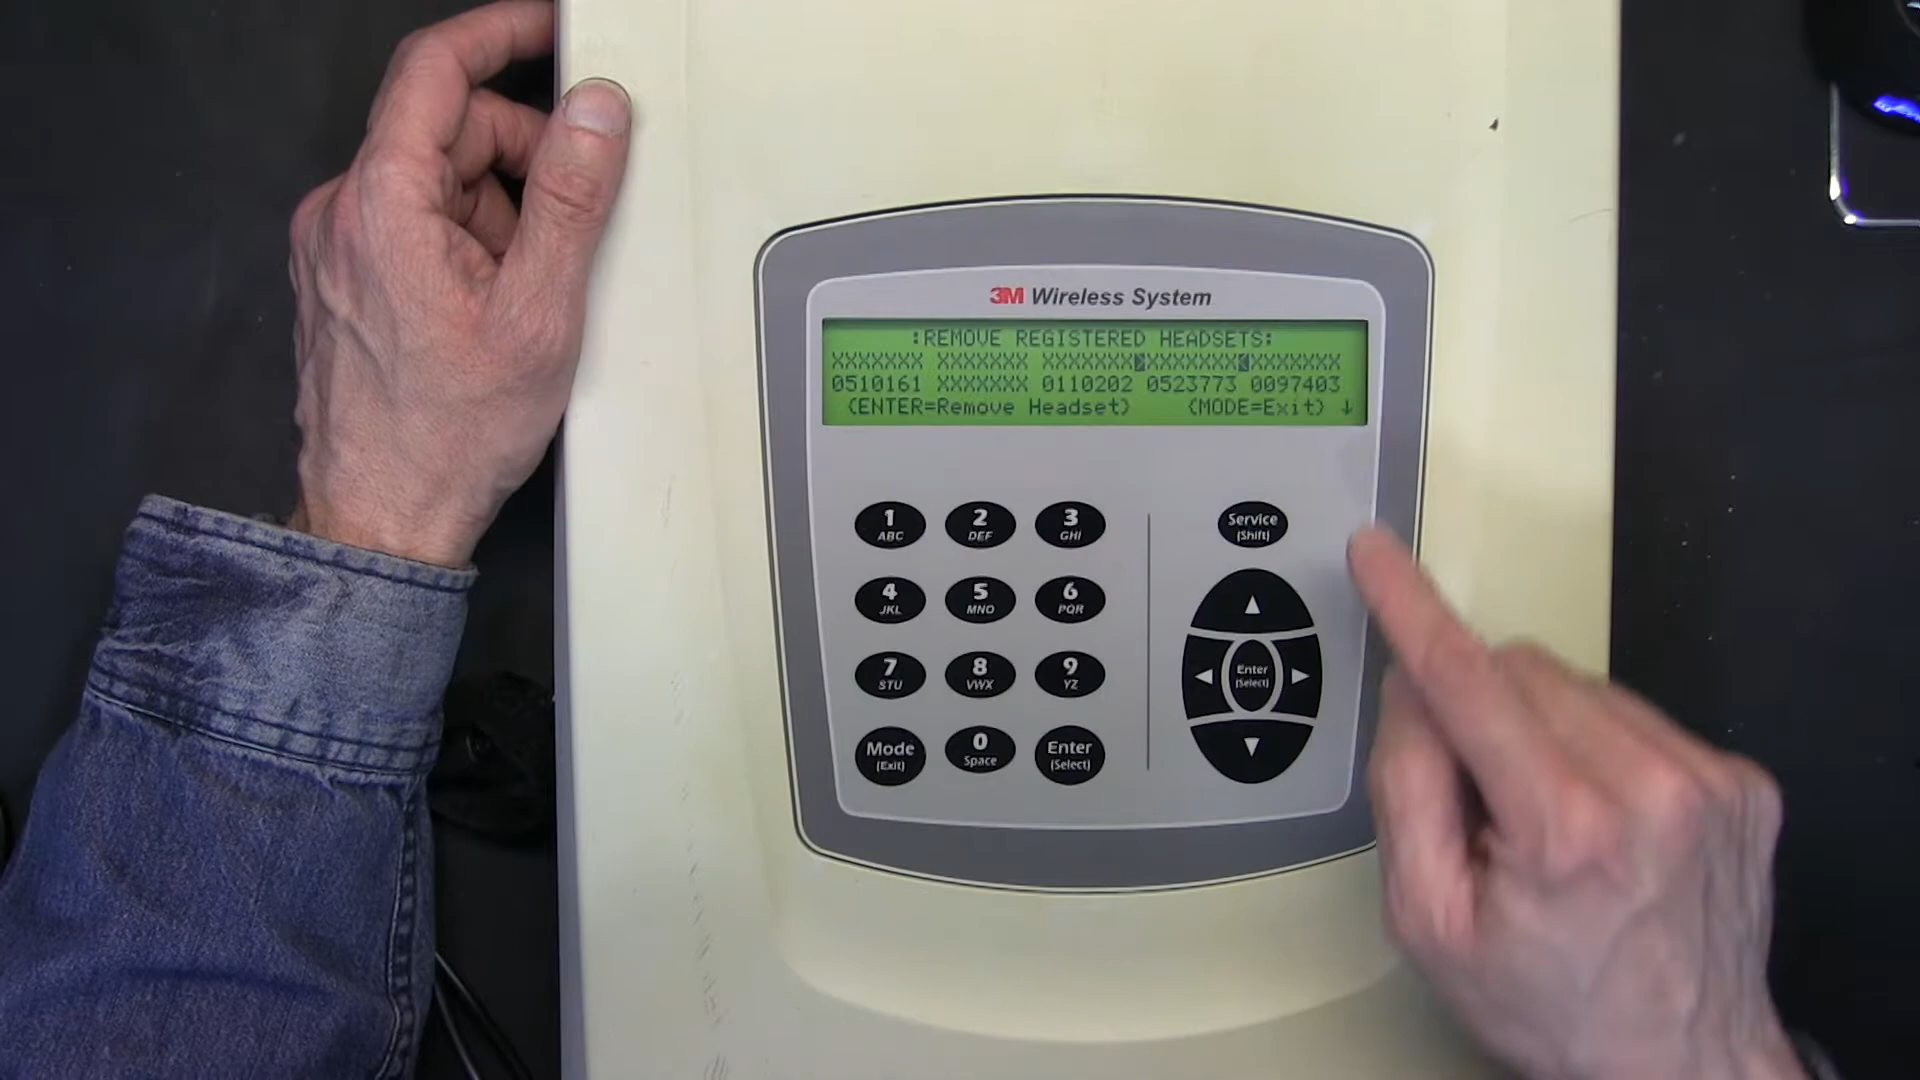 3M Wireless System
:REMOVE REGISTERED HEADSETS:
XXXXXXX XXXXXXX XXXXXXX>XXXXXXX<XXXXXXX
0510161 XXXXXXX 0110202 0523773 0097403
(ENTER=Remove Headset) (MODE=Exit) ↓
1 2 3
ABC DEF GHI
Service
(Shift)
4 5 6
JKL MNO PQR
▲
7 8 9
STU VWX YZ
◀ Enter ▶
(Select)
Mode 0 Enter
(Exit) Space (Select)
▼